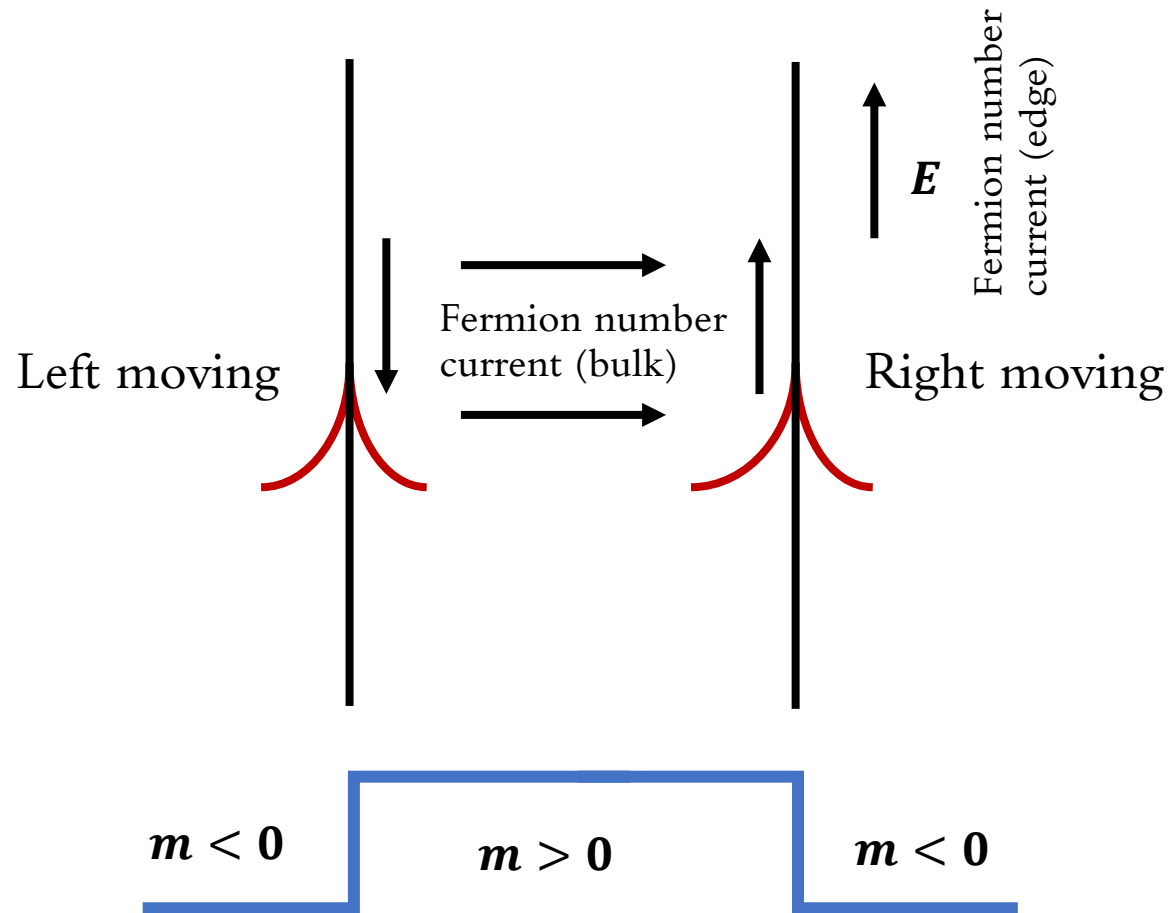 Fermion number
current (edge)
E
Fermion number
current (bulk)
Left moving
Right moving
m < 0
m > 0
m < 0